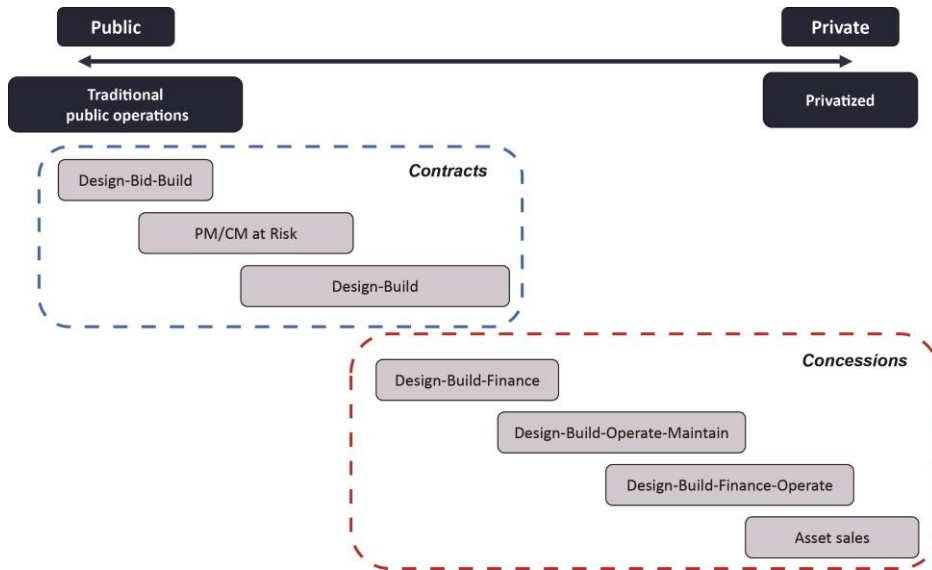 Public
Private
Traditional
public operations
Privatized
Contracts
Design-Bid-Build
PM/CM at Risk
Design-Build
Concessions
Design-Build-Finance
Design-Build-Operate-Maintain
Design-Build-Finance-Operate
Asset sales